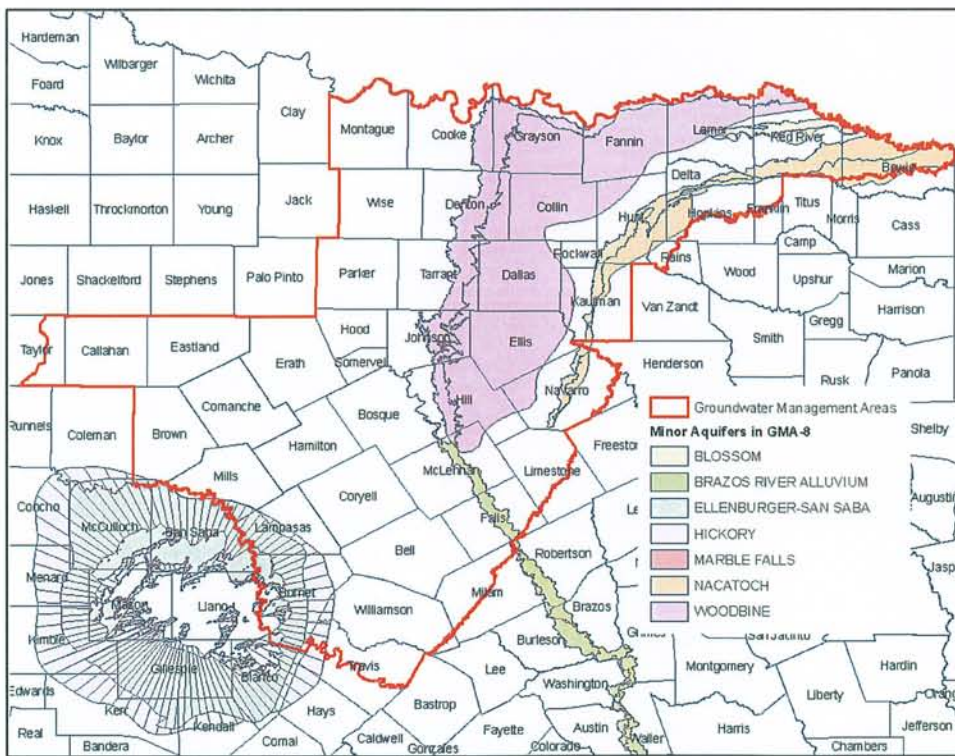 Hardeman
Wilbarger
Wichita
Foard
Clay
Montague
Cooke
Grayson
Fannin
Lamar
Red River
Bowie
Knox
Baylor
Archer
Delta
Haskell
Throckmorton
Young
Jack
Wise
Denton
Collin
Hunt
Hopkins
Franklin
Titus
Morris
Cass
Camp
Rockwall
Rains
Wood
Upshur
Marion
Jones
Shackelford
Stephens
Palo Pinto
Parker
Tarrant
Dallas
Kaufman
Van Zandt
Harrison
Gregg
Smith
Taylor
Callahan
Eastland
Hood
Johnson
Ellis
Erath
Somervell
Henderson
Rusk
Panola
Navarro
Hill
Comanche
Bosque
Runnels
Coleman
Brown
Hamilton
Freestone
Shelby
McLennan
Limestone
Mills
Coryell
Concho
McCulloch
San Saba
Lampasas
Falls
Bell
Robertson
Menard
Burnet
Mason
Llano
Milam
Williamson
Brazos
Kimble
Burleson
Gillespie
Blanco
Travis
Lee
Washington
Montgomery
San Jacinto
Hardin
Liberty
Edwards
Kerr
Kendall
Hays
Bastrop
Fayette
Austin
Waller
Harris
Jefferson
Chambers
Real
Bandera
Comal
Caldwell
Gonzales
Colorado
Groundwater Management Areas
Minor Aquifers in GMA-8
BLOSSOM
BRAZOS RIVER ALLUVIUM
ELLENBURGER-SAN SABA
HICKORY
MARBLE FALLS
NACATOCH
WOODBINE